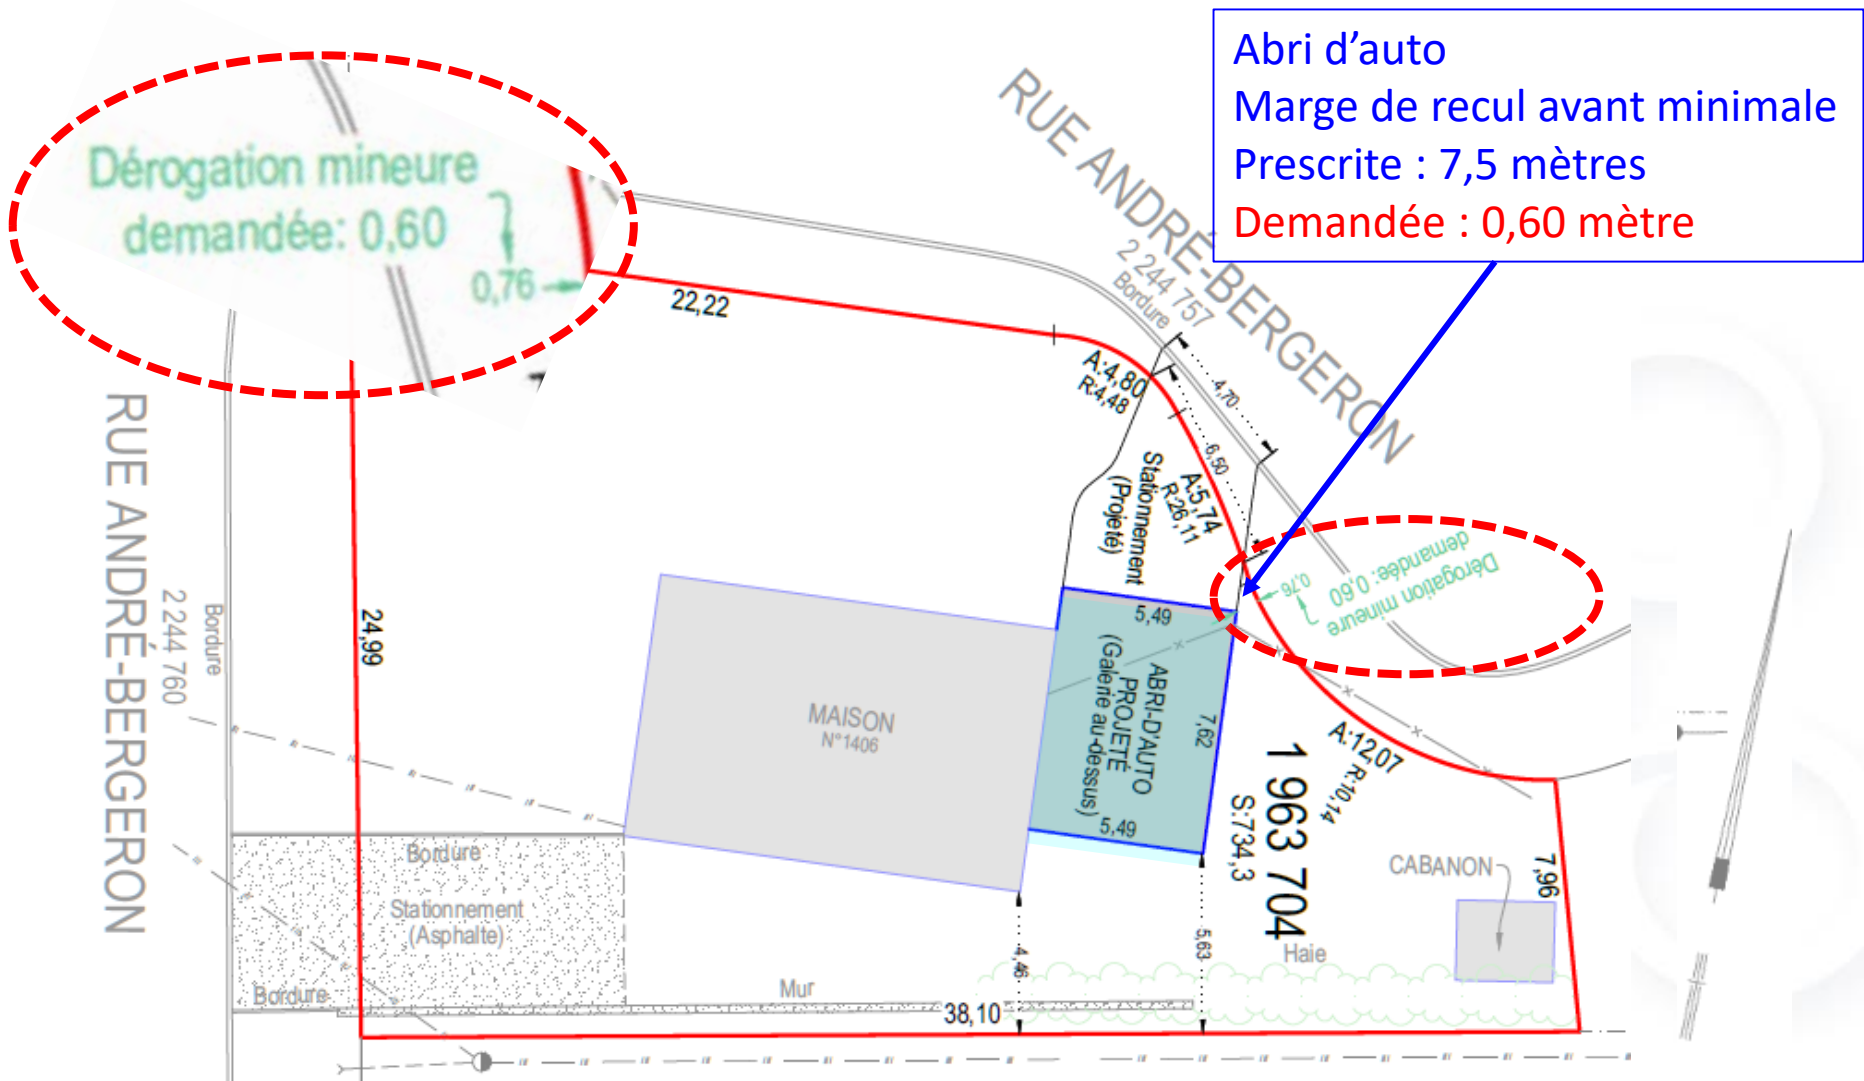 Abri d'auto
Marge de recul avant minimale
Prescrite : 7,5 mètres
Demandée : 0,60 mètre
Dérogation mineure
demandée: 0,60
0,76
22,22
RUE ANDRÉ-BERGERON
2 244 757
Bordure
A:4,80
R:4,48
4,70
6,50
A:5,74
R:26,11
Stationnement
(Projeté)
Dérogation mineure
demandée: 0,60
0,76
RUE ANDRÉ-BERGERON
2 244 760
Bordure
24,99
MAISON
N°1406
5,49
ABRI-D'AUTO
PROJETÉ
(Galerie au-dessus)
7,62
5,49
A:12,07
R:10,14
1 963 704
S:734,3
CABANON
7,96
Bordure
Stationnement
(Asphalte)
Bordure
Mur
4,46
5,63
Haie
38,10